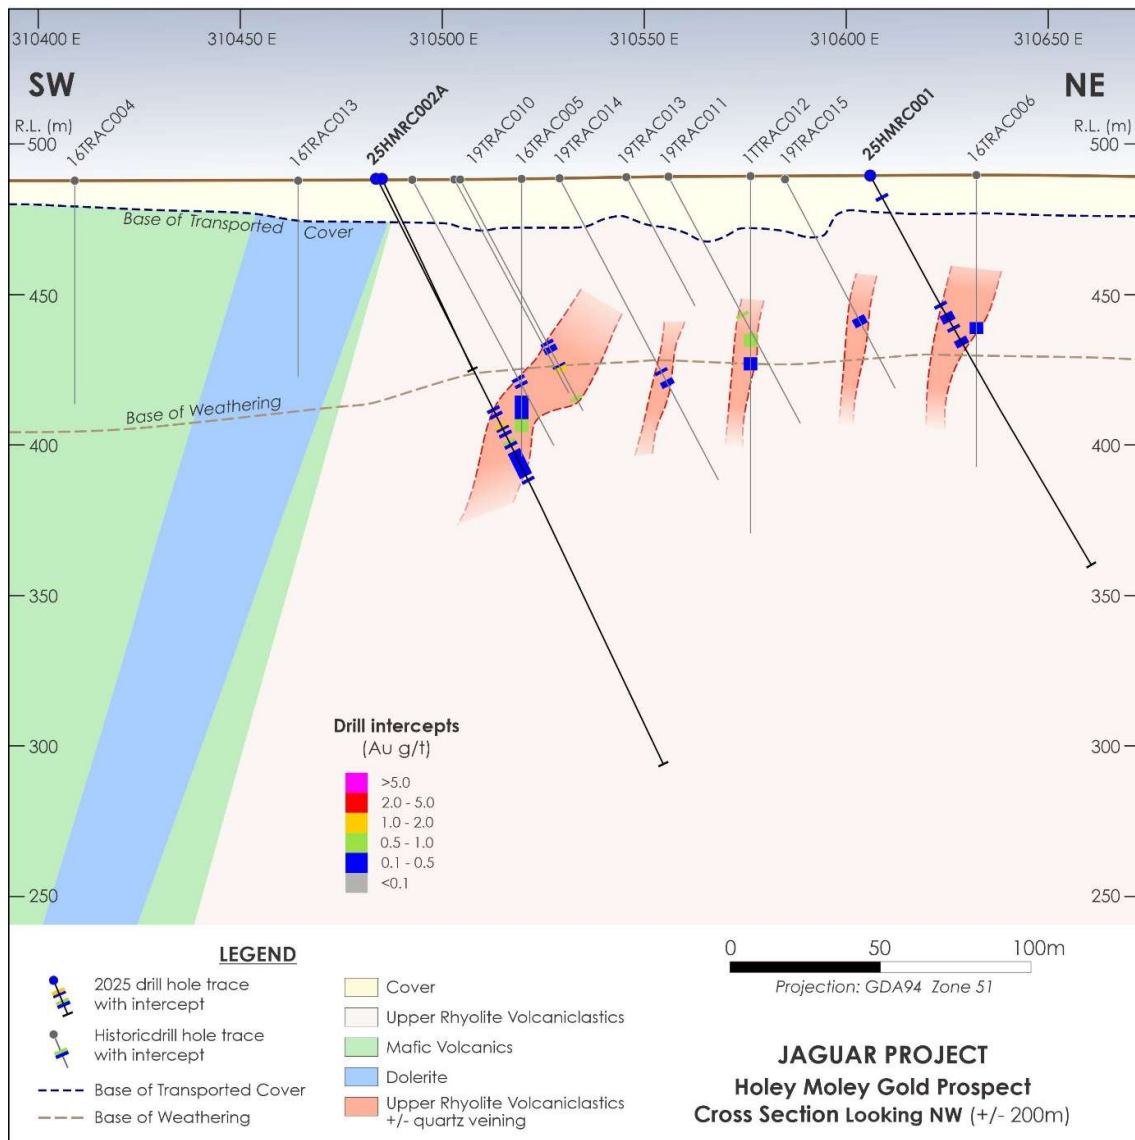 310400 E
310450 E
310500 E
310550 E
310600 E
310650 E
SW
NE
R.L. (m)
R.L. (m)
16TRAC004
16TRAC013
25HMRC002A
19TRAC010
16TRAC005
19TRAC014
19TRAC013
19TRAC011
1TTRAC012
19TRAC015
25HMRC001
16TRAC006
500
500
Base of Transported Cover
450
450
Base of Weathering
400
400
350
350
300
300
250
250
Drill intercepts
(Au g/t)
>5.0
2.0 - 5.0
1.0 - 2.0
0.5 - 1.0
0.1 - 0.5
<0.1
LEGEND
2025 drill hole trace
with intercept
Historicdrill hole trace
with intercept
Base of Transported Cover
Base of Weathering
Cover
Upper Rhyolite Volcaniclastics
Mafic Volcanics
Dolerite
Upper Rhyolite Volcaniclastics
+/- quartz veining
0 50 100m
Projection: GDA94 Zone 51
JAGUAR PROJECT
Holey Moley Gold Prospect
Cross Section Looking NW (+/- 200m)